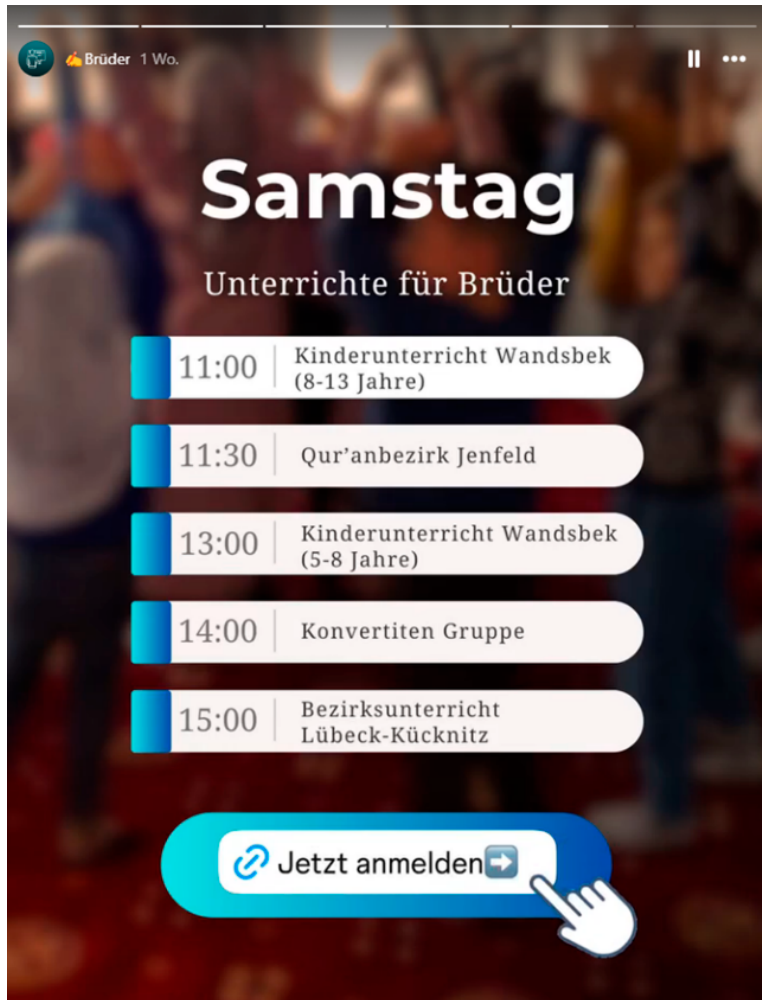 ✍️Brüder 1 Wo.
Samstag
Unterrichte für Brüder
11:00
Kinderunterricht Wandsbek
(8-13 Jahre)
11:30
Qur’anbezirk Jenfeld
13:00
Kinderunterricht Wandsbek
(5-8 Jahre)
14:00
Konvertiten Gruppe
15:00
Bezirksunterricht
Lübeck-Kücknitz
Jetzt anmelden➡️